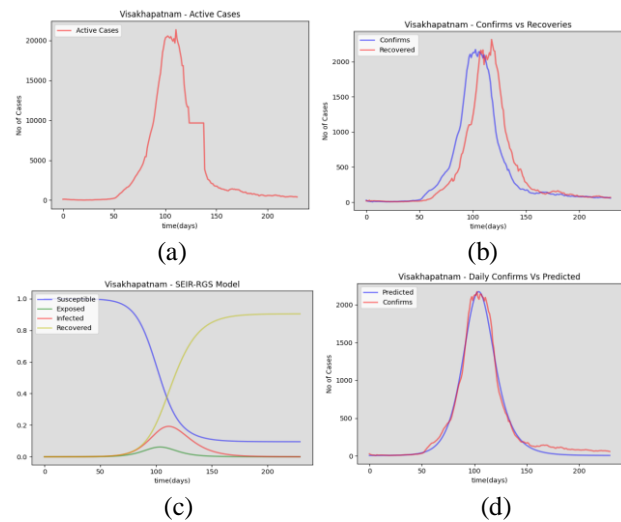 Visakhapatnam - Active Cases
Active Cases
No of Cases
20000
15000
10000
5000
0
0
50
100
150
200
time(days)
(a)
Visakhapatnam - Confirms vs Recoveries
Confirms
Recovered
No of Cases
2000
1500
1000
500
0
0
50
100
150
200
time(days)
(b)
Visakhapatnam - SEIR-RGS Model
Susceptible
Exposed
Infected
Recovered
1.0
0.8
0.6
0.4
0.2
0.0
0
50
100
150
200
time(days)
(c)
Visakhapatnam - Daily Confirms Vs Predicted
Predicted
Confirms
No of Cases
2000
1500
1000
500
0
0
50
100
150
200
time(days)
(d)